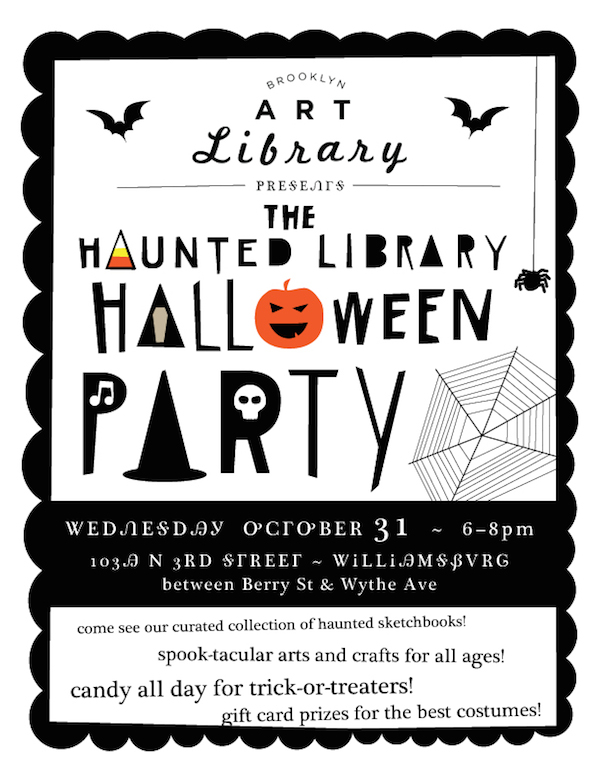 BROOKLYN
ART
Library
PRESENTS
THE
HAUNTED LIBRARY
HALLOWEEN
PARTY
WEDNESDAY OCTOBER 31 ~ 6–8pm
103A N 3RD STREET ~ WiLLiAMSBVRG
between Berry St & Wythe Ave
come see our curated collection of haunted sketchbooks!
spook-tacular arts and crafts for all ages!
candy all day for trick-or-treaters!
gift card prizes for the best costumes!